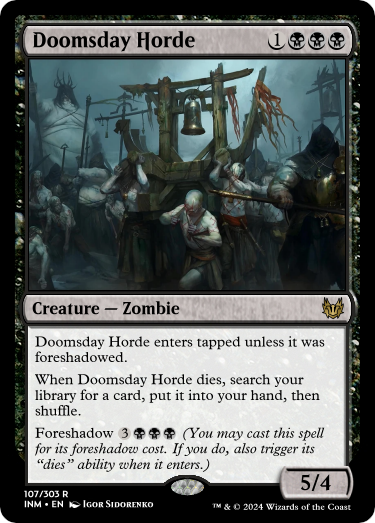 Doomsday Horde 1
Creature — Zombie
Doomsday Horde enters tapped unless it was
foreshadowed.
When Doomsday Horde dies, search your
library for a card, put it into your hand, then
shuffle.
Foreshadow 3 (You may cast this spell
for its foreshadow cost. If you do, also trigger its
“dies” ability when it enters.)
5/4
107/303 R
INM • EN Igor Sidorenko
™ & © 2024 Wizards of the Coast